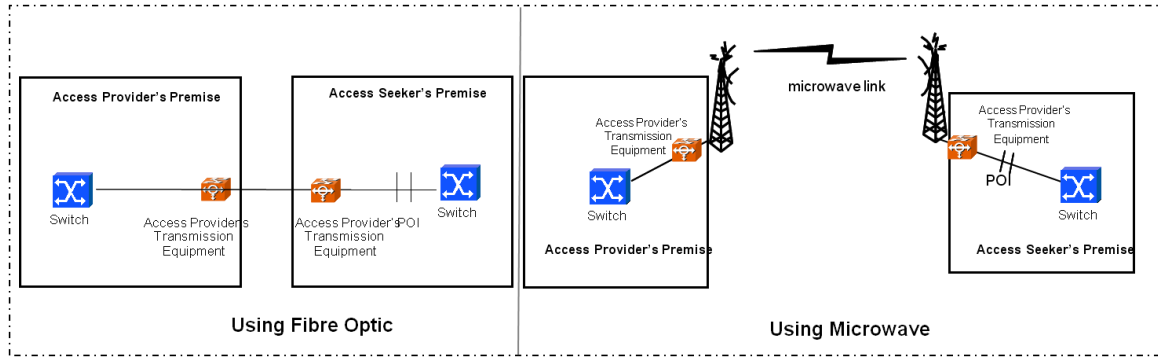 Access Provider's Premise
Switch
Access Provider's
Transmission
Equipment
Access Seeker's Premise
Access Provider's
Transmission
Equipment
POI
Switch
Using Fibre Optic
microwave link
Access Provider's
Transmission
Equipment
Switch
Access Provider's Premise
Access Provider's
Transmission
Equipment
POI
Switch
Access Seeker's Premise
Using Microwave